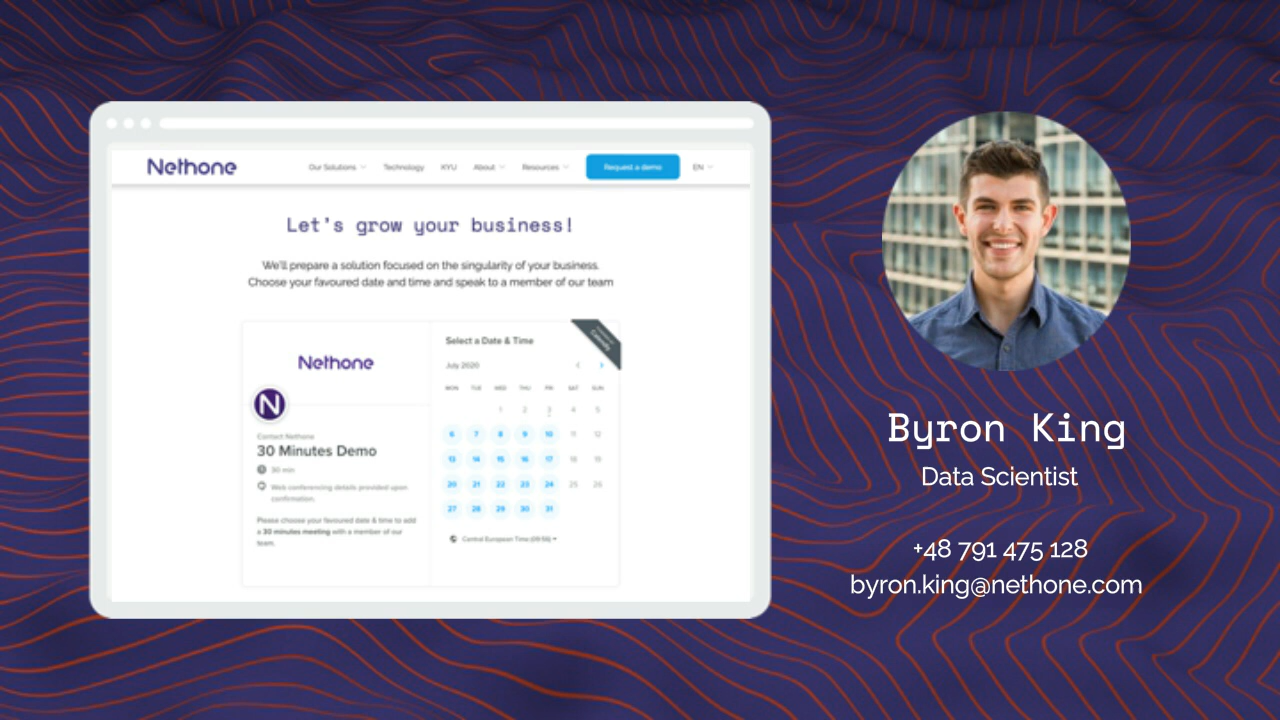 Nethone
Our Solutions
Technology
KYU
About
Resources
Request a demo
EN
Let's grow your business!
We'll prepare a solution focused on the singularity of your business.
Choose your favoured date and time and speak to a member of our team
Nethone
N
Contact Nethone
30 Minutes Demo
30 min
Web conferencing details provided upon
confirmation.
Please choose your favoured date & time to add
a 30 minutes meeting with a member of our
team.
Select a Date & Time
July 2020
MON TUE WED THU FRI SAT SUN
1 2 3 4 5
6 7 8 9 10 11 12
13 14 15 16 17 18 19
20 21 22 23 24 25 26
27 28 29 30 31
Central European Time (09:56)
Calendly
Byron King
Data Scientist
+48 791 475 128
byron.king@nethone.com